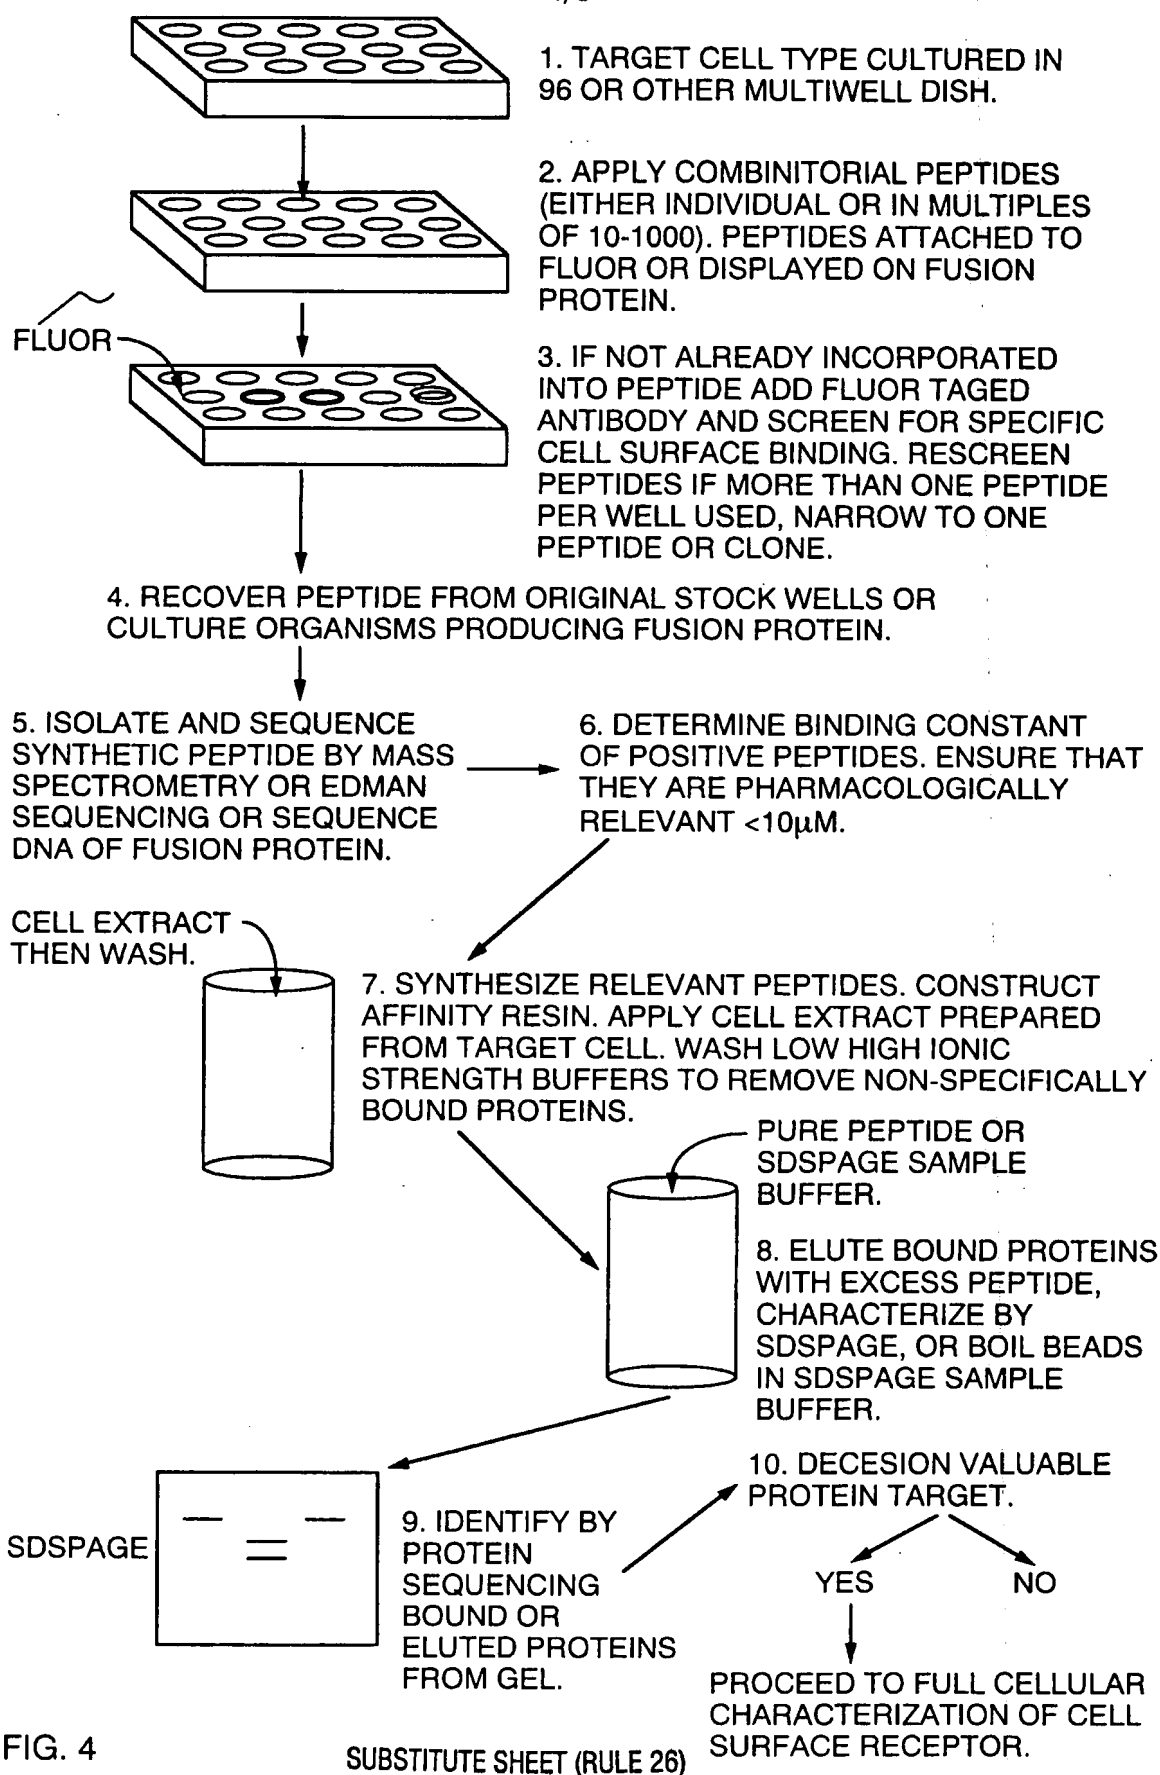 1. TARGET CELL TYPE CULTURED IN
96 OR OTHER MULTIWELL DISH.
2. APPLY COMBINITORIAL PEPTIDES
(EITHER INDIVIDUAL OR IN MULTIPLES
OF 10-1000). PEPTIDES ATTACHED TO
FLUOR OR DISPLAYED ON FUSION
PROTEIN.
FLUOR
3. IF NOT ALREADY INCORPORATED
INTO PEPTIDE ADD FLUOR TAGED
ANTIBODY AND SCREEN FOR SPECIFIC
CELL SURFACE BINDING. RESCREEN
PEPTIDES IF MORE THAN ONE PEPTIDE
PER WELL USED, NARROW TO ONE
PEPTIDE OR CLONE.
4. RECOVER PEPTIDE FROM ORIGINAL STOCK WELLS OR
CULTURE ORGANISMS PRODUCING FUSION PROTEIN.
5. ISOLATE AND SEQUENCE
SYNTHETIC PEPTIDE BY MASS
SPECTROMETRY OR EDMAN
SEQUENCING OR SEQUENCE
DNA OF FUSION PROTEIN.
6. DETERMINE BINDING CONSTANT
OF POSITIVE PEPTIDES. ENSURE THAT
THEY ARE PHARMACOLOGICALLY
RELEVANT <10µM.
CELL EXTRACT
THEN WASH.
7. SYNTHESIZE RELEVANT PEPTIDES. CONSTRUCT
AFFINITY RESIN. APPLY CELL EXTRACT PREPARED
FROM TARGET CELL. WASH LOW HIGH IONIC
STRENGTH BUFFERS TO REMOVE NON-SPECIFICALLY
BOUND PROTEINS.
PURE PEPTIDE OR
SDSPAGE SAMPLE
BUFFER.
8. ELUTE BOUND PROTEINS
WITH EXCESS PEPTIDE,
CHARACTERIZE BY
SDSPAGE, OR BOIL BEADS
IN SDSPAGE SAMPLE
BUFFER.
SDSPAGE
9. IDENTIFY BY
PROTEIN
SEQUENCING
BOUND OR
ELUTED PROTEINS
FROM GEL.
10. DECESION VALUABLE
PROTEIN TARGET.
YES
NO
PROCEED TO FULL CELLULAR
CHARACTERIZATION OF CELL
SURFACE RECEPTOR.
FIG. 4
SUBSTITUTE SHEET (RULE 26)